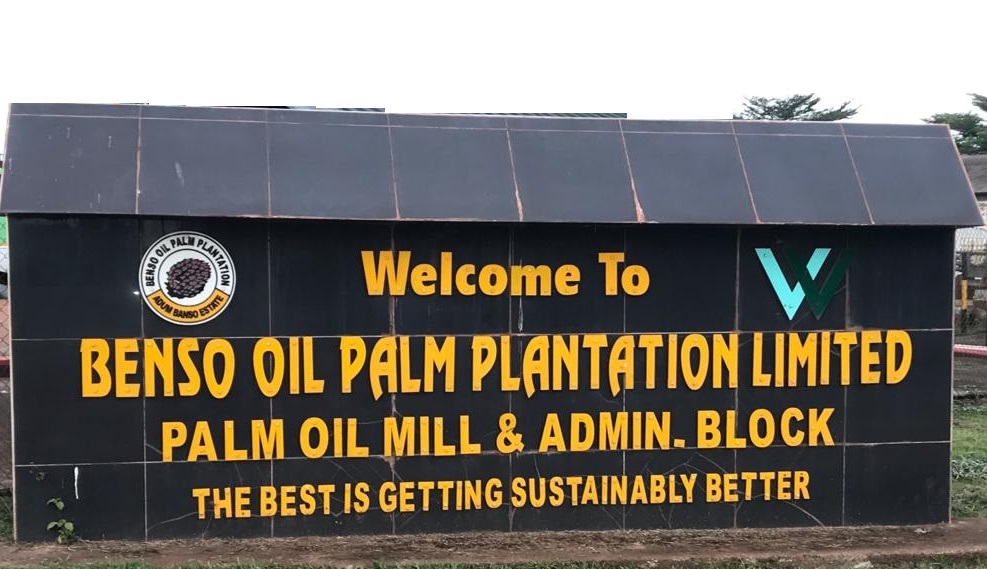 BENSO OIL PALM PLANTATION
ADUM BANSO ESTATE
Welcome To
BENSO OIL PALM PLANTATION LIMITED
PALM OIL MILL & ADMIN. BLOCK
THE BEST IS GETTING SUSTAINABLY BETTER